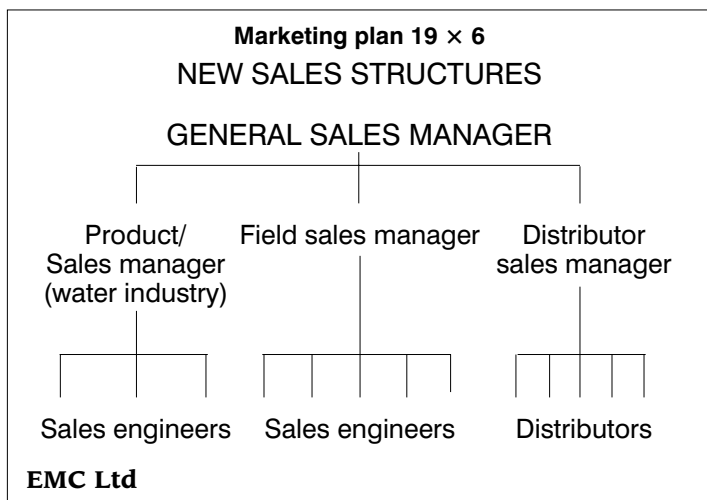 Marketing plan 19 × 6
NEW SALES STRUCTURES
GENERAL SALES MANAGER
Product/
Sales manager
(water industry)
Field sales manager
Distributor
sales manager
Sales engineers
Sales engineers
Distributors
EMC Ltd